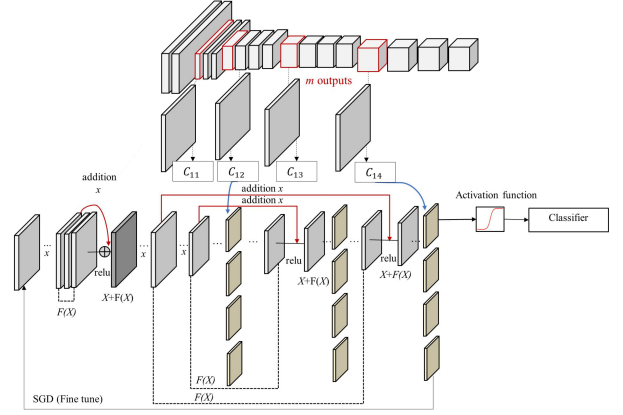 m outputs
C₁₁
C₁₂
C₁₃
C₁₄
addition
x
addition x
addition x
Activation function
Classifier
x
x
x
relu
relu
relu
X+F(X)
X+F(X)
X+F(X)
F(X)
F(X)
F(X)
SGD (Fine tune)